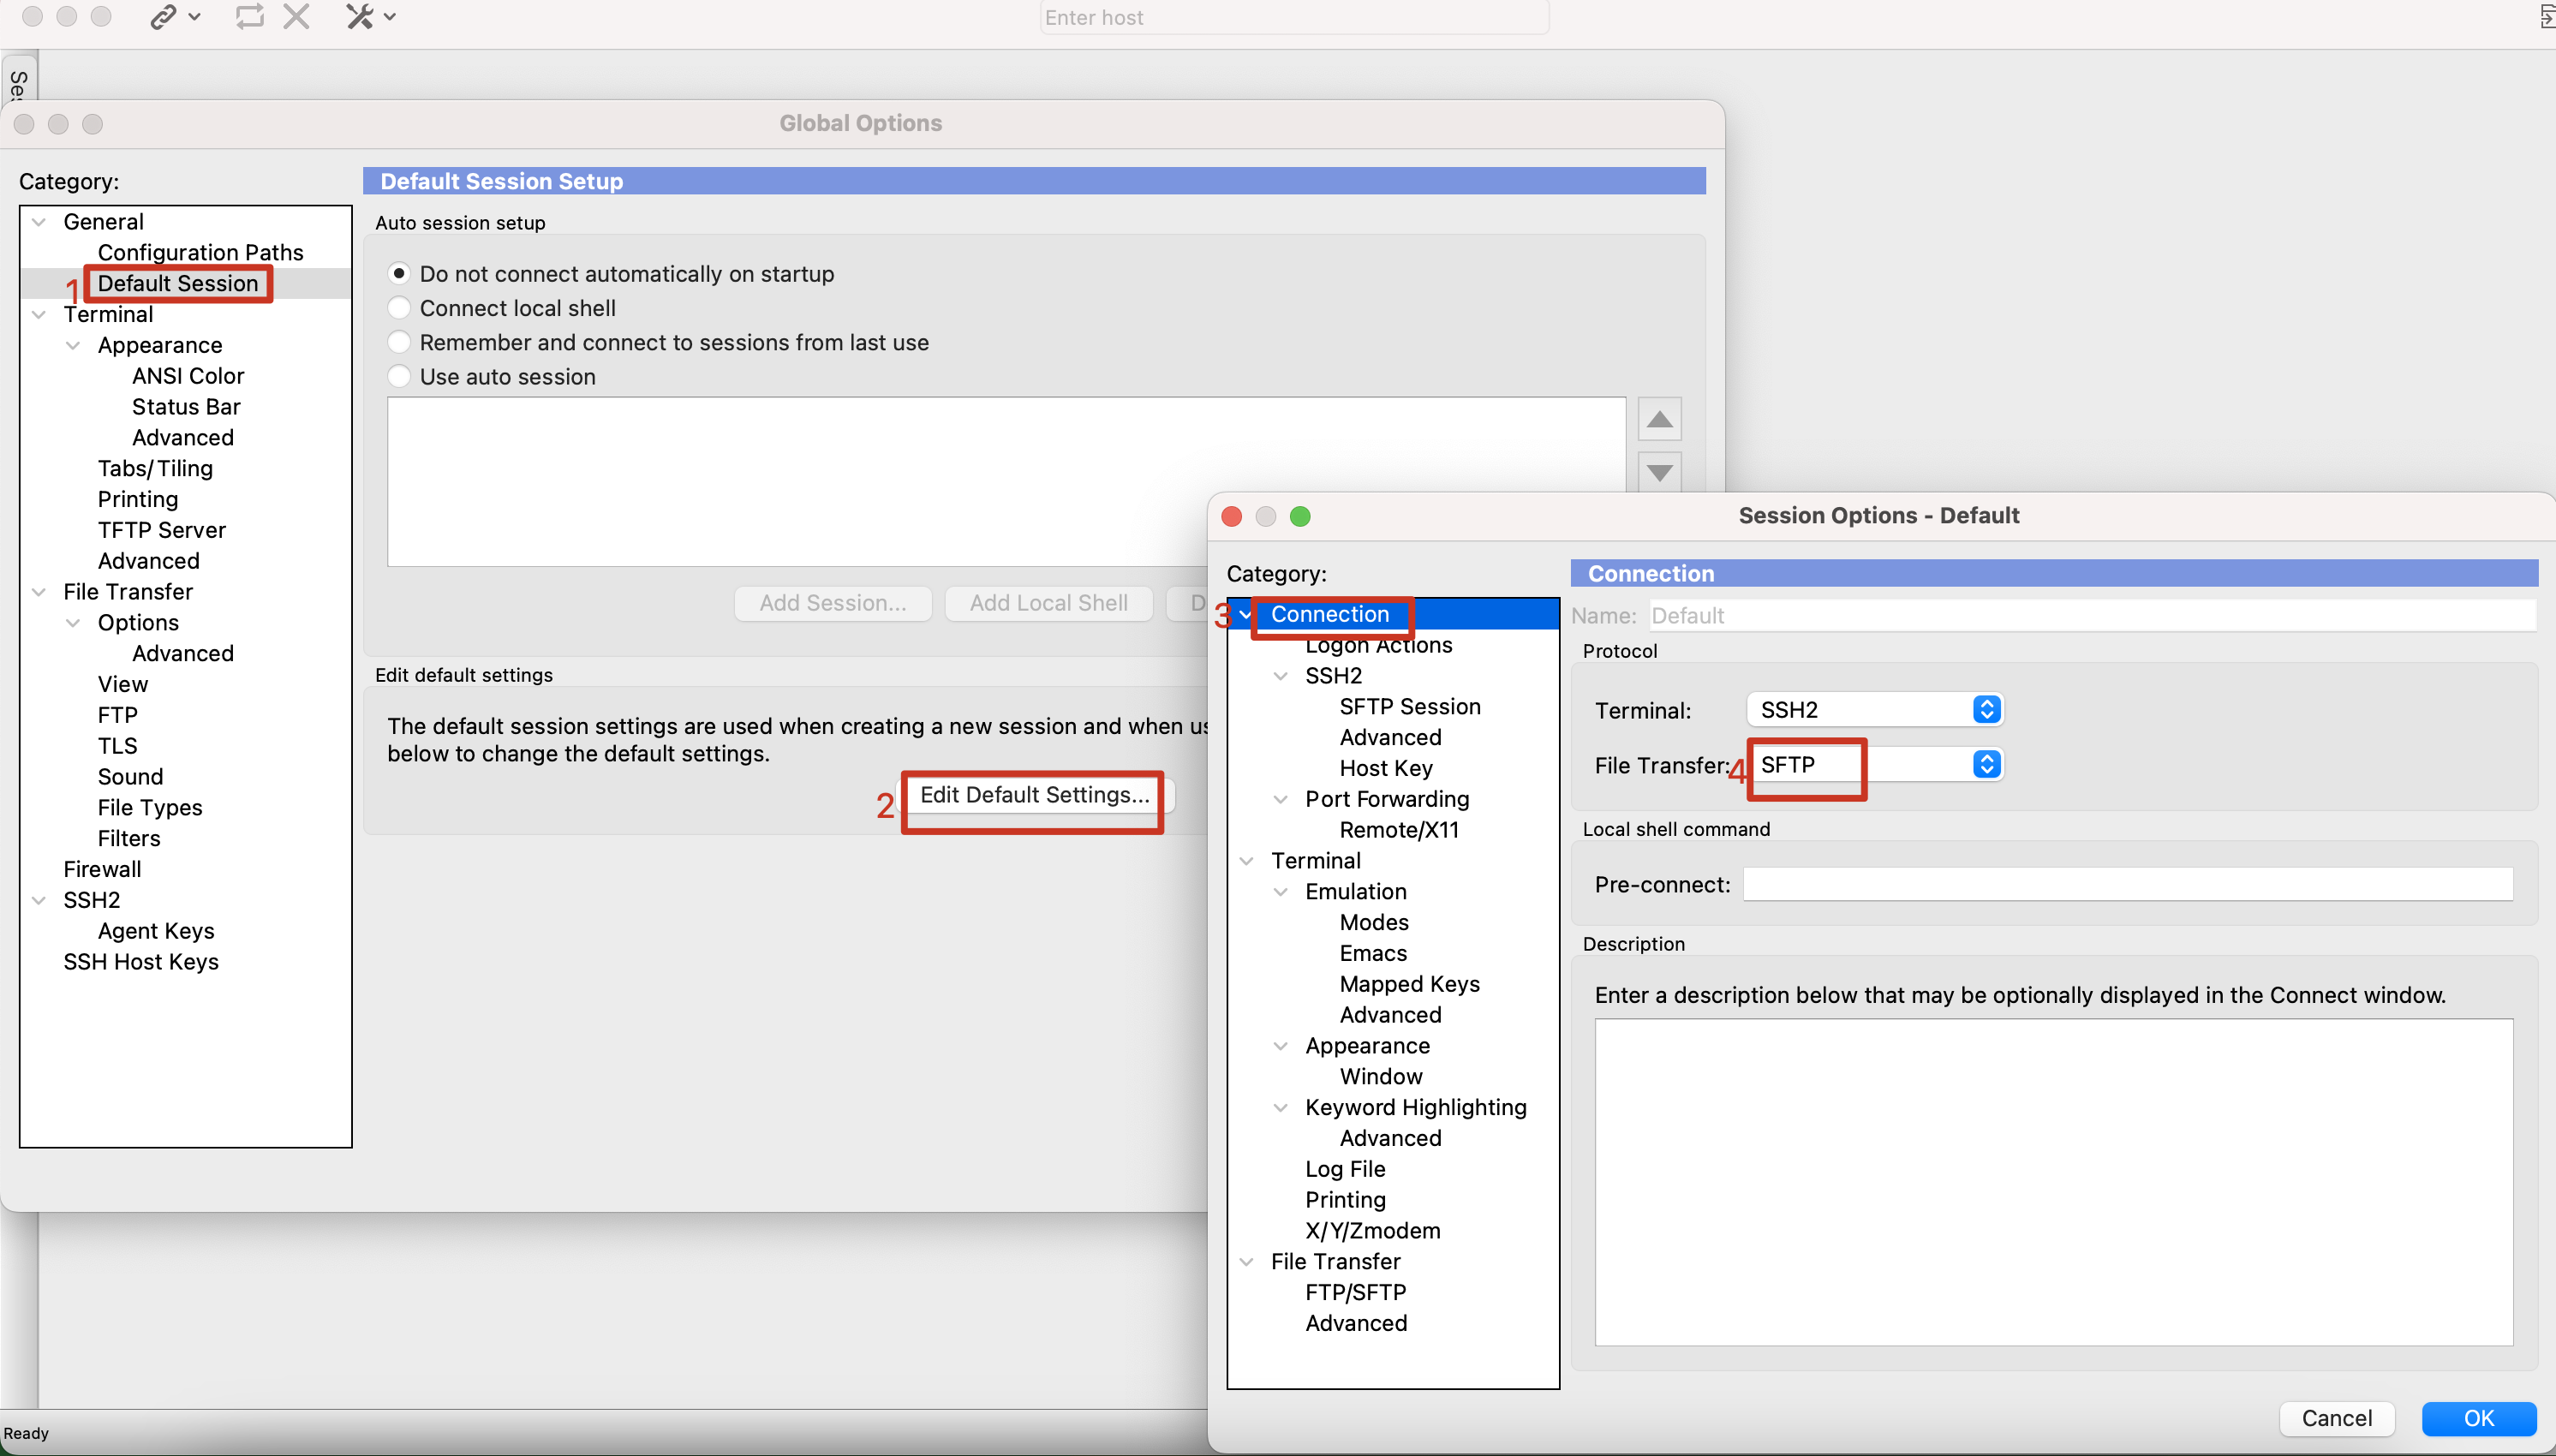 Enter host
Ses
Global Options
Category:
General
Configuration Paths
1 Default Session
Terminal
Appearance
ANSI Color
Status Bar
Advanced
Tabs/Tiling
Printing
TFTP Server
Advanced
File Transfer
Options
Advanced
View
FTP
TLS
Sound
File Types
Filters
Firewall
SSH2
Agent Keys
SSH Host Keys
Default Session Setup
Auto session setup
Do not connect automatically on startup
Connect local shell
Remember and connect to sessions from last use
Use auto session
Add Session... Add Local Shell D
Edit default settings
The default session settings are used when creating a new session and when us
below to change the default settings.
2 Edit Default Settings...
Session Options - Default
Category:
3 Connection
Logon Actions
SSH2
SFTP Session
Advanced
Host Key
Port Forwarding
Remote/X11
Terminal
Emulation
Modes
Emacs
Mapped Keys
Advanced
Appearance
Window
Keyword Highlighting
Advanced
Log File
Printing
X/Y/Zmodem
File Transfer
FTP/SFTP
Advanced
Connection
Name: Default
Protocol
Terminal: SSH2
File Transfer: 4 SFTP
Local shell command
Pre-connect:
Description
Enter a description below that may be optionally displayed in the Connect window.
Cancel OK
Ready